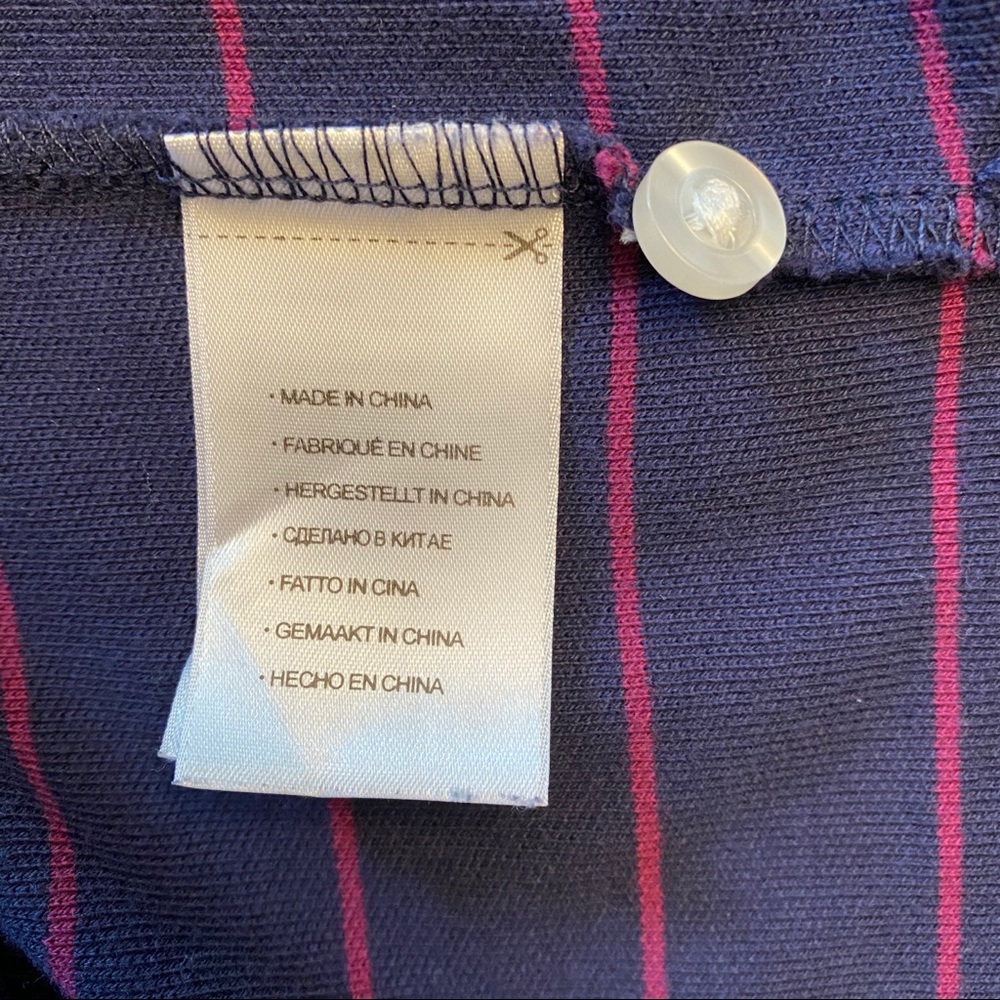 · MADE IN CHINA
· FABRIQUÉ EN CHINE
· HERGESTELLT IN CHINA
· СДЕЛАНО В КИТАЕ
· FATTO IN CINA
· GEMAAKT IN CHINA
· HECHO EN CHINA